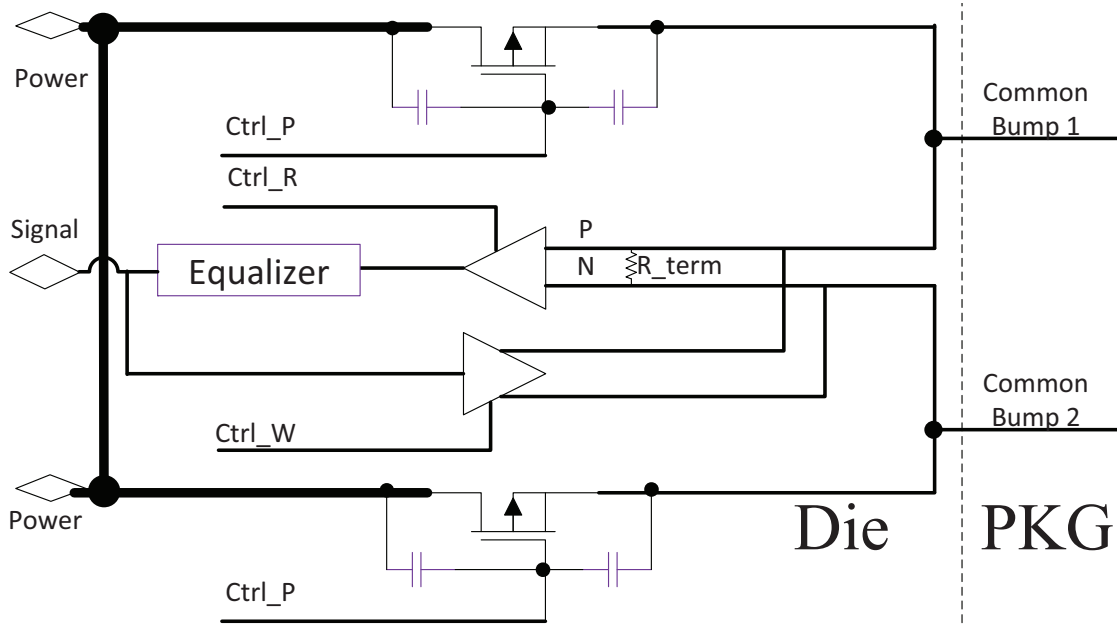 Power
Common
Bump 1
Ctrl_P
Ctrl_R
Signal
P
Equalizer
N
R_term
Common
Bump 2
Ctrl_W
Power
Die
PKG
Ctrl_P